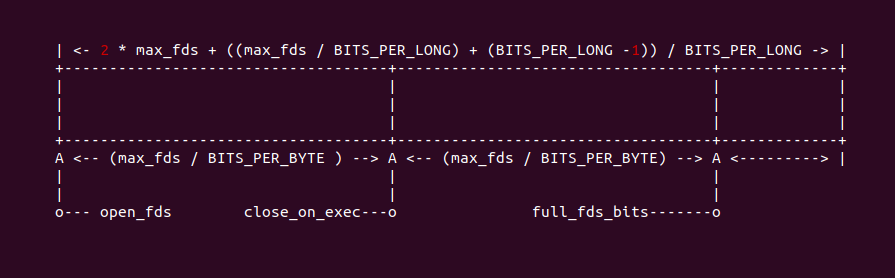 | <- 2 * max_fds + ((max_fds / BITS_PER_LONG) + (BITS_PER_LONG -1)) / BITS_PER_LONG -> |
+------------------------------------+-----------------------------------+-------------+
|                                    |                                   |             |
|                                    |                                   |             |
|                                    |                                   |             |
+------------------------------------+-----------------------------------+-------------+
A <-- (max_fds / BITS_PER_BYTE ) --> A <-- (max_fds / BITS_PER_BYTE) --> A <---------> |
|                                    |                                   |
|                                    |                                   |
o--- open_fds        close_on_exec---o               full_fds_bits-------o